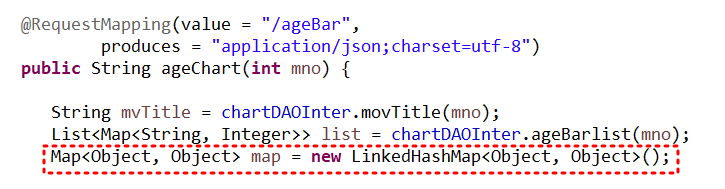 @RequestMapping(value = "/ageBar",
produces = "application/json;charset=utf-8")
public String ageChart(int mno) {
String mvTitle = chartDAOInter.movTitle(mno);
List<Map<String, Integer>> list = chartDAOInter.ageBarlist(mno);
Map<Object, Object> map = new LinkedHashMap<Object, Object>();